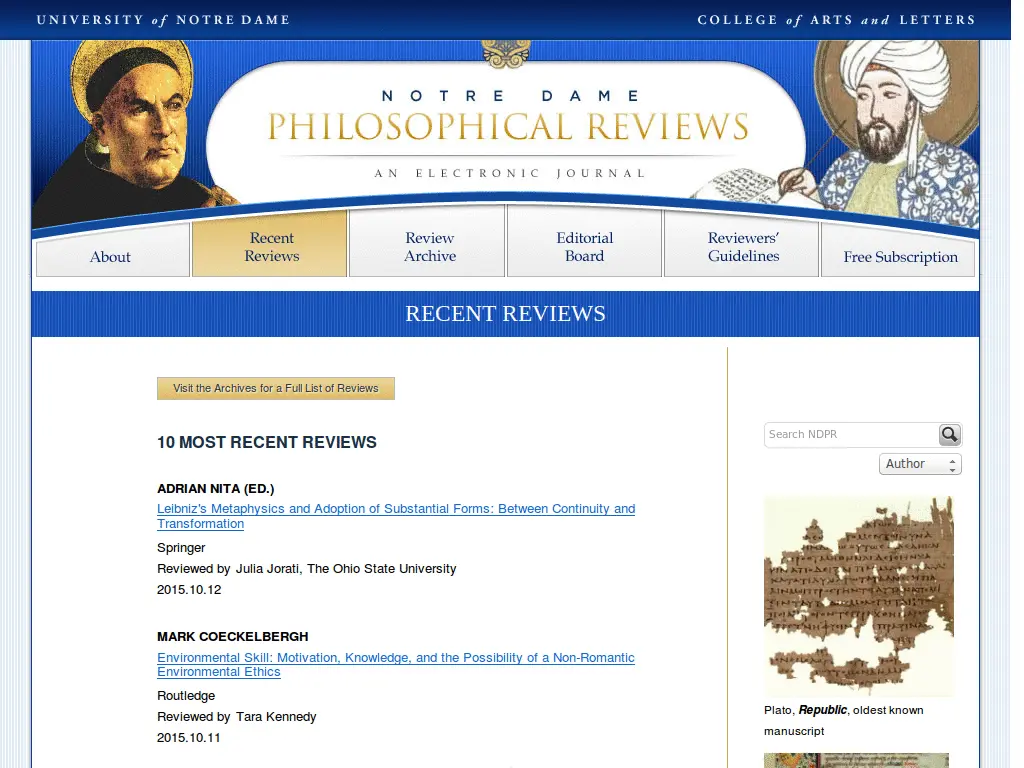 UNIVERSITY of NOTRE DAME
COLLEGE of ARTS and LETTERS
NOTRE DAME
PHILOSOPHICAL REVIEWS
AN ELECTRONIC JOURNAL
About
Recent
Reviews
Review
Archive
Editorial
Board
Reviewers'
Guidelines
Free Subscription
RECENT REVIEWS
Visit the Archives for a Full List of Reviews
10 MOST RECENT REVIEWS
ADRIAN NITA (ED.)
Leibniz's Metaphysics and Adoption of Substantial Forms: Between Continuity and
Transformation
Springer
Reviewed by Julia Jorati, The Ohio State University
2015.10.12
MARK COECKELBERGH
Environmental Skill: Motivation, Knowledge, and the Possibility of a Non-Romantic
Environmental Ethics
Routledge
Reviewed by Tara Kennedy
2015.10.11
Search NDPR
Author
Plato, Republic, oldest known
manuscript